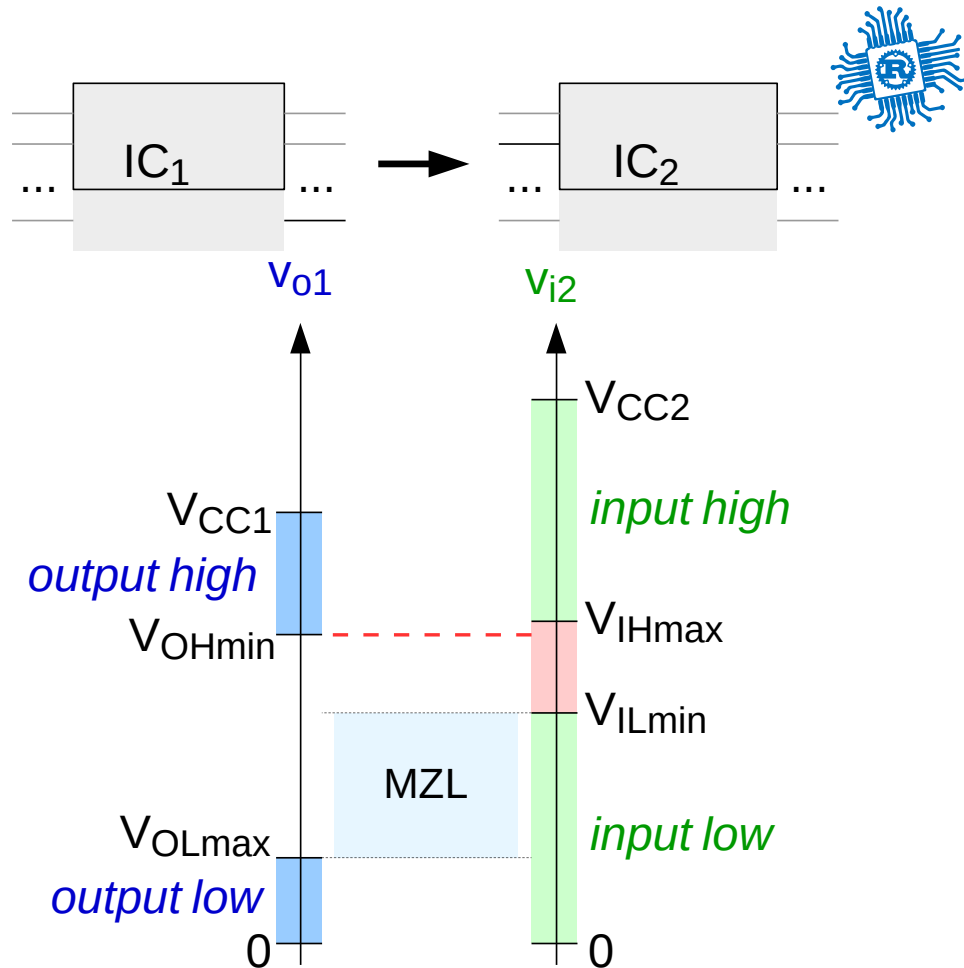 R
IC1 IC2
... ... ... ...
vo1 vi2
VCC2
VCC1 input high
output high
VOHmin VIHmax
VILmin
MZL
VOLmax input low
output low
0 0